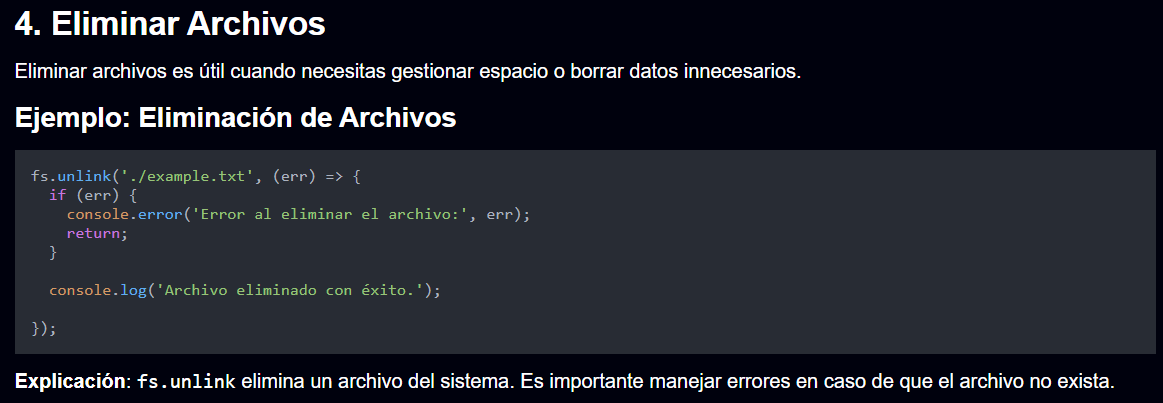 4. Eliminar Archivos
Eliminar archivos es útil cuando necesitas gestionar espacio o borrar datos innecesarios.
Ejemplo: Eliminación de Archivos
fs.unlink('./example.txt', (err) => {
  if (err) {
    console.error('Error al eliminar el archivo:', err);
    return;
  }
  console.log('Archivo eliminado con éxito.');
});
Explicación: fs.unlink elimina un archivo del sistema. Es importante manejar errores en caso de que el archivo no exista.